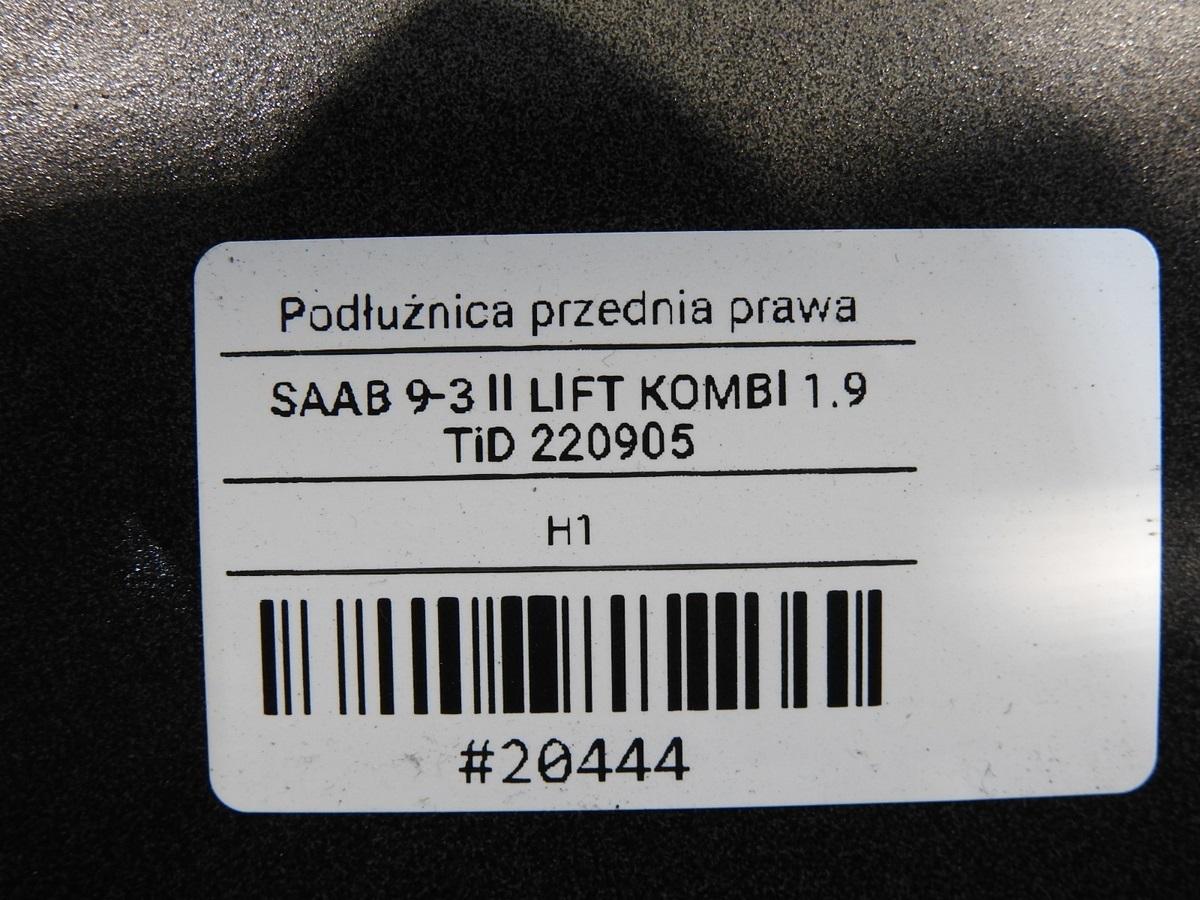 Podłużnica przednia prawa
SAAB 9-3 II LIFT KOMBI 1.9
TiD 220905
H1
#20444